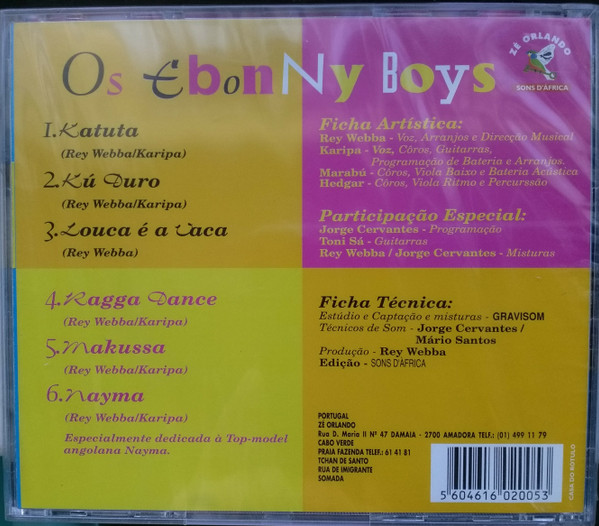 Os EbonNy Boys
ZÉ ORLANDO
SONS D'ÁFRICA
1.Katuta
(Rey Webba/Karipa)
2.Kú Duro
(Rey Webba/Karipa)
3.Louca é a Vaca
(Rey Webba)
4.Ragga Dance
(Rey Webba/Karipa)
5.Makussa
(Rey Webba/Karipa)
6.Nayma
(Rey Webba/Karipa)
Especialmente dedicada à Top-model
angolana Nayma.
Ficha Artística:
Rey Webba - Voz, Arranjos e Direcção Musical.
Karipa - Voz, Côros, Guitarras,
Programação de Bateria e Arranjos.
Marabú - Côros, Viola Baixo e Bateria Acústica
Hedgar - Côros, Viola Ritmo e Percurssão
Participação Especial:
Jorge Cervantes - Programação
Toni Sá - Guitarras
Rey Webba / Jorge Cervantes - Misturas
Ficha Técnica:
Estúdio e Captação e misturas - GRAVISOM
Técnicos de Som - Jorge Cervantes /
Mário Santos
Produção - Rey Webba
Edição - SONS D'ÁFRICA
PORTUGAL
ZÉ ORLANDO
Rua D. Maria II Nº 47 DAMAIA - 2700 AMADORA TELF.: (01) 499 11 79
CABO VERDE
PRAIA FAZENDA TELEF.: 61 41 81
TCHAN DE SANTO
RUA DE IMIGRANTE
SOMADA
5 604616 020053
CASA DO RÓTULO